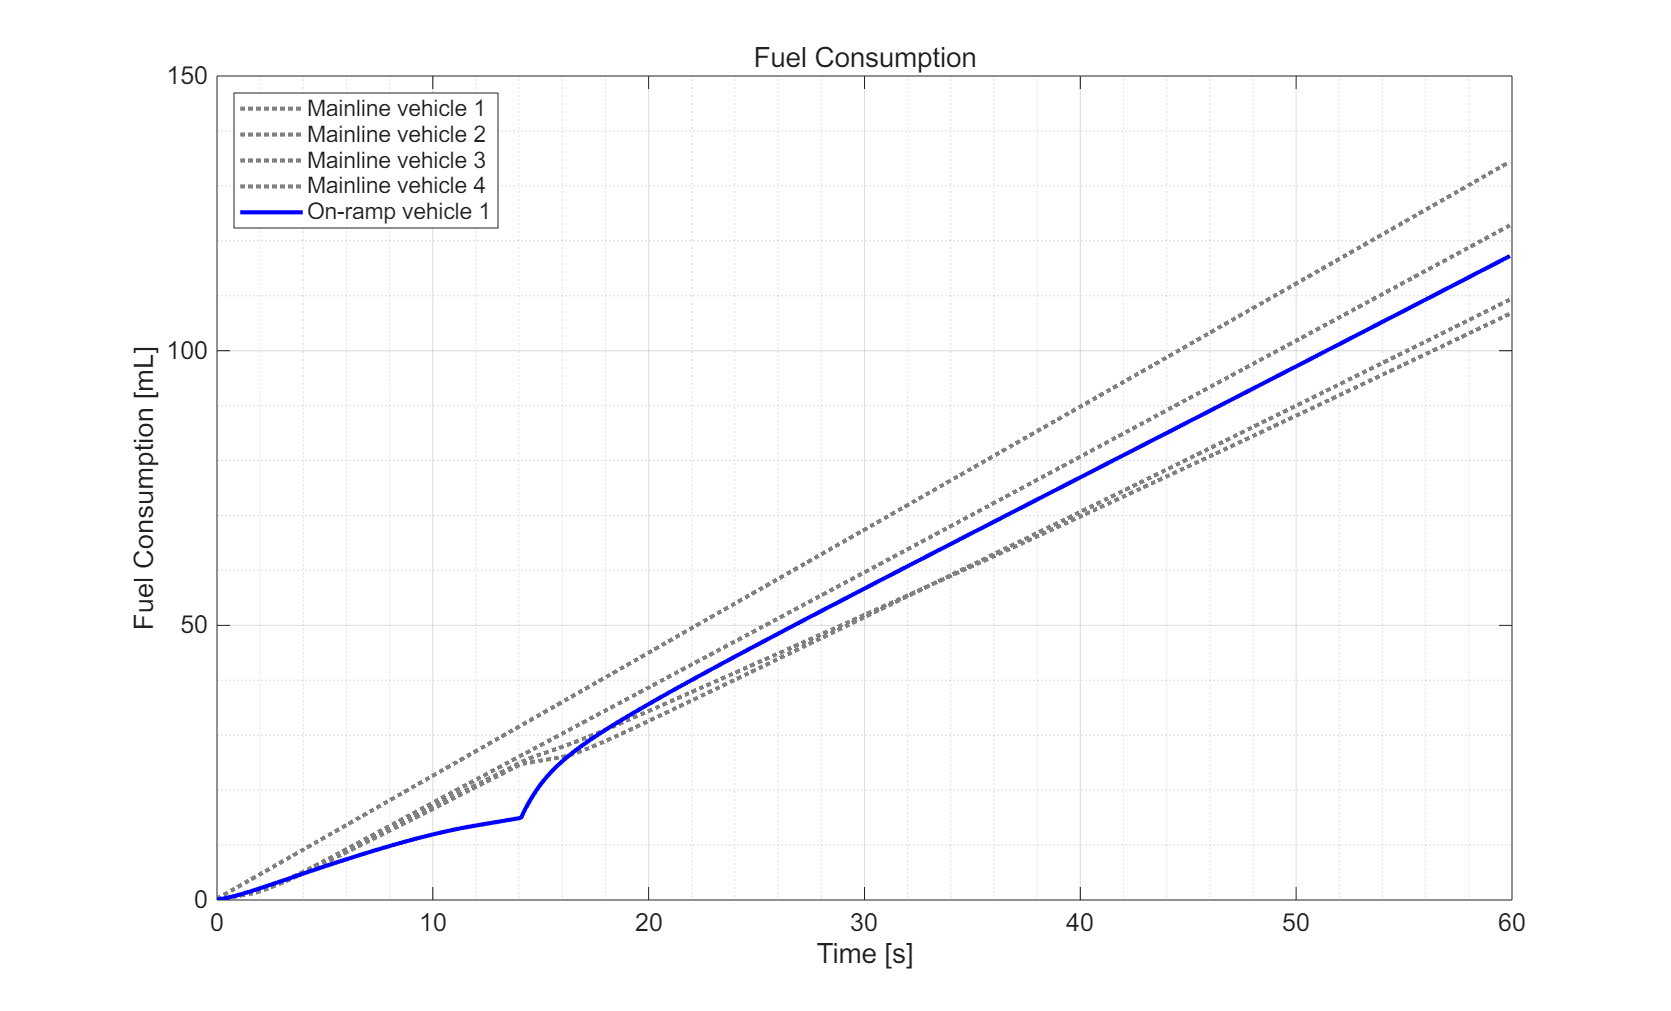 Fuel Consumption
150
100
50
0
Fuel Consumption [mL]
Mainline vehicle 1
Mainline vehicle 2
Mainline vehicle 3
Mainline vehicle 4
On-ramp vehicle 1
0 10 20 30 40 50 60
Time [s]